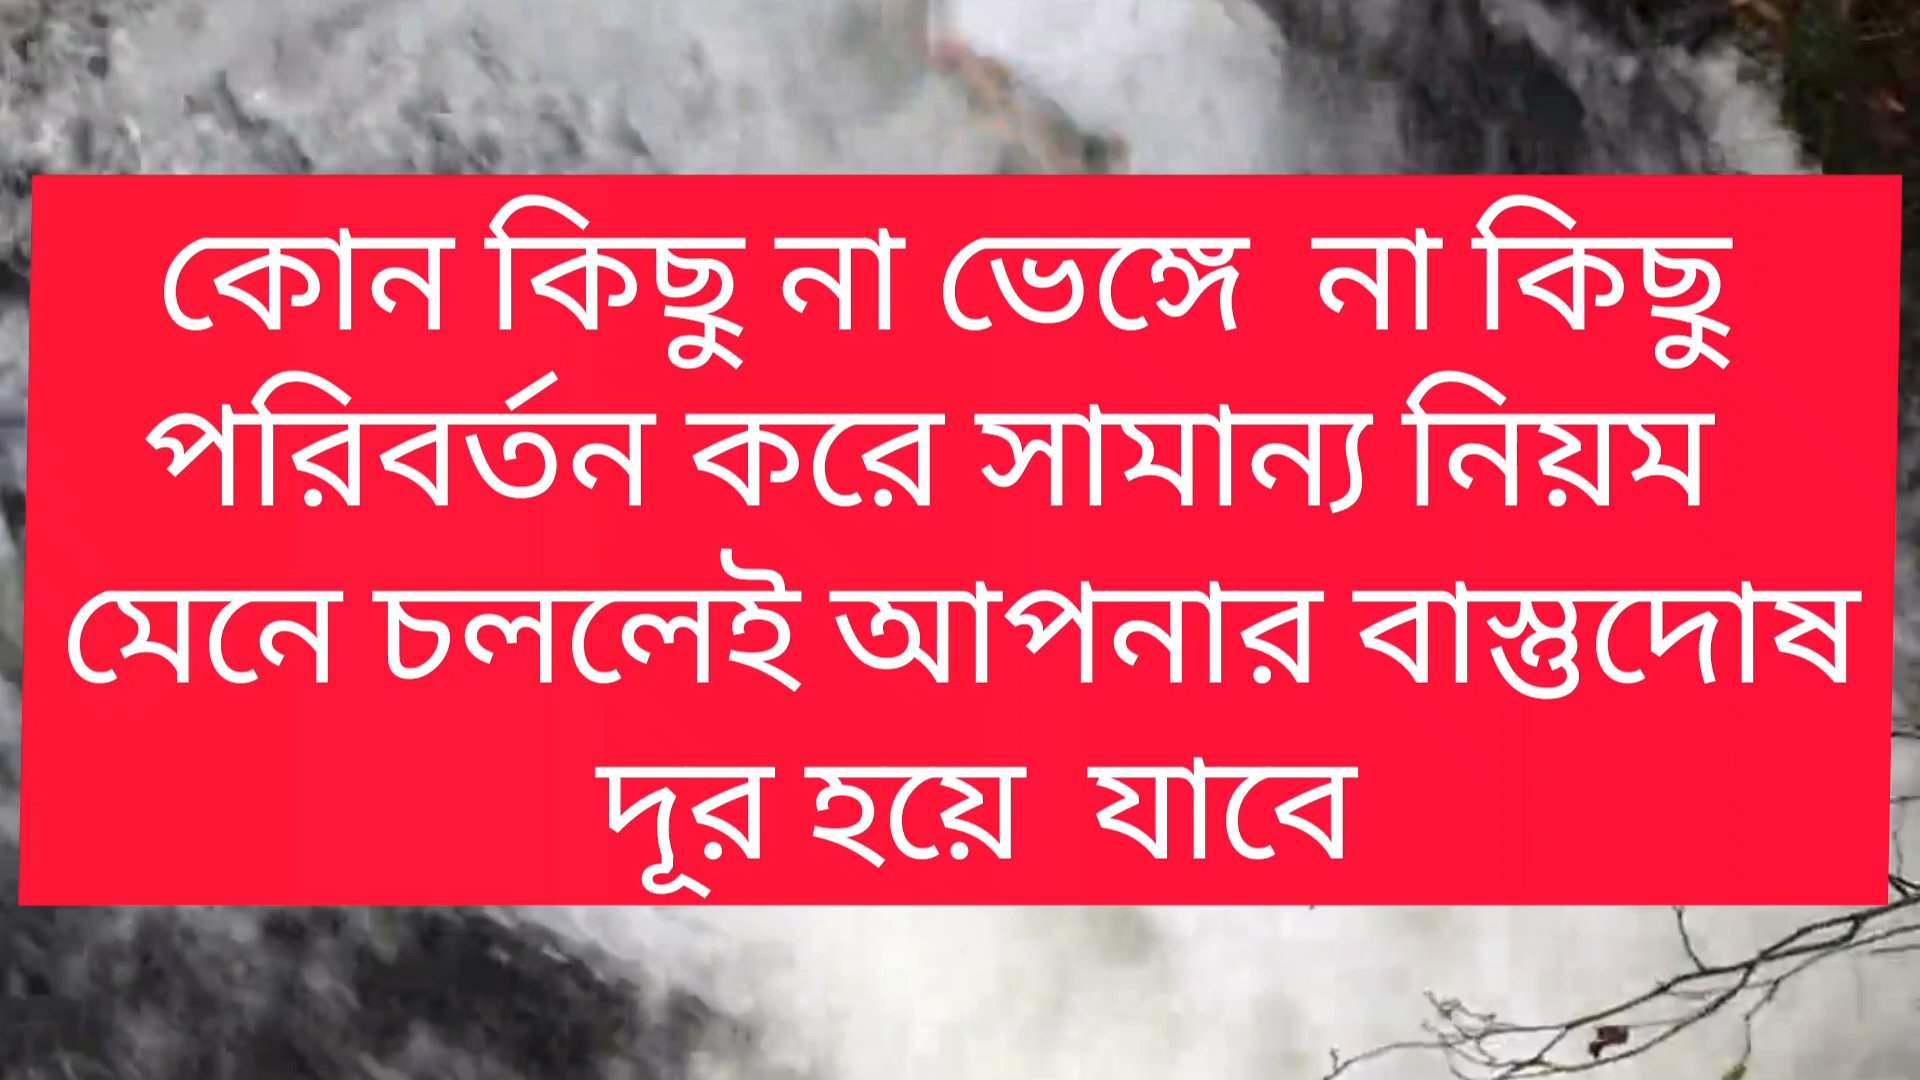 কোন কিছু না ভেঙ্গে না কিছু
পরিবর্তন করে সামান্য নিয়ম
মেনে চললেই আপনার বাস্তুদোষ
দূর হয়ে যাবে